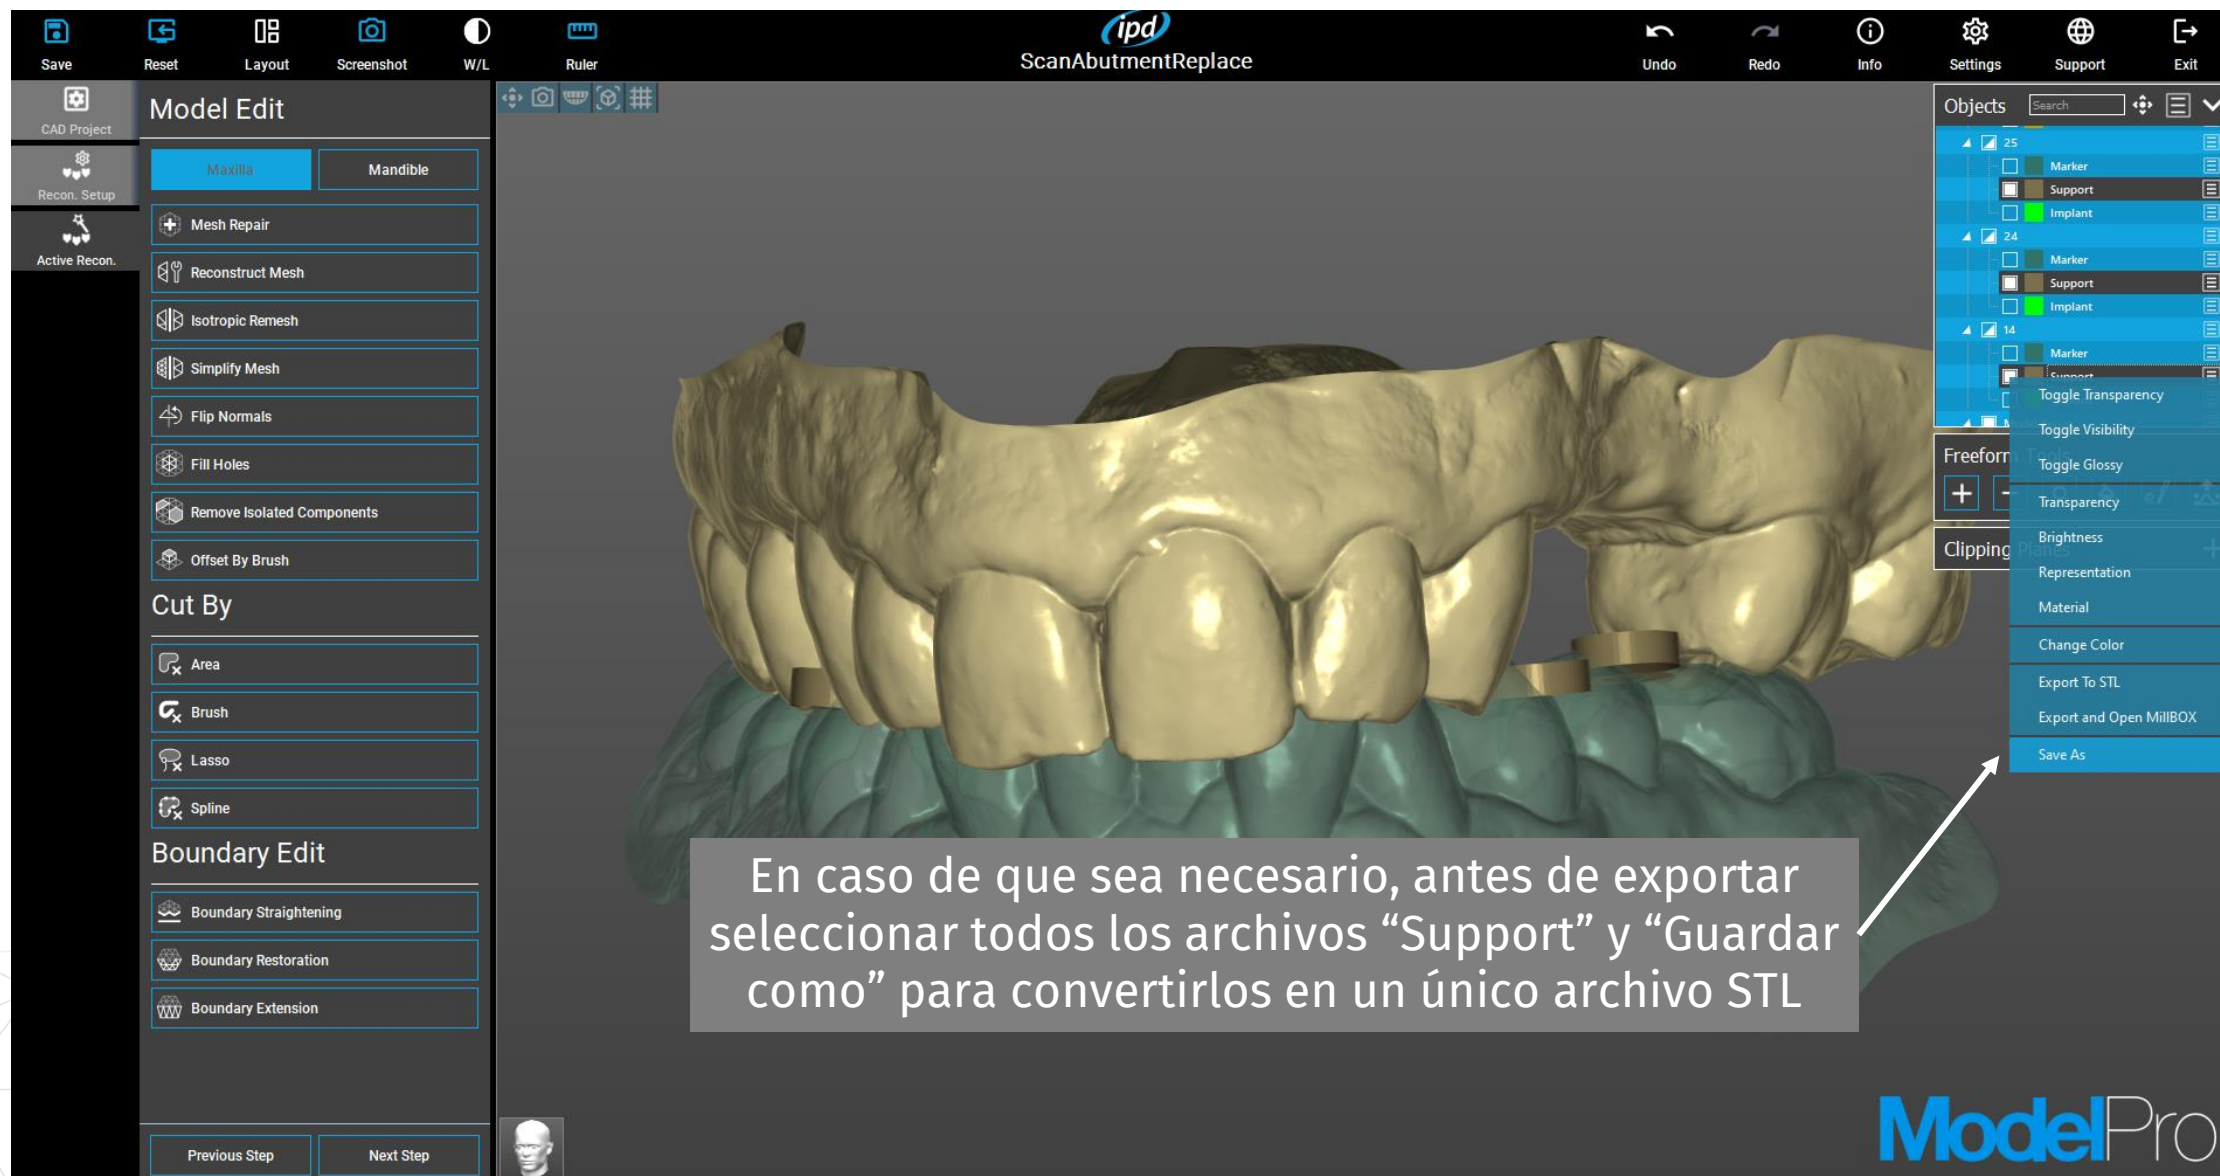 Save
Reset
Layout
Screenshot
W/L
Ruler
ipd
ScanAbutmentReplace
Undo
Redo
Info
Settings
Support
Exit
CAD Project
Recon. Setup
Active Recon.
Model Edit
Maxilla
Mandible
Mesh Repair
Reconstruct Mesh
Isotropic Remesh
Simplify Mesh
Flip Normals
Fill Holes
Remove Isolated Components
Offset By Brush
Cut By
Area
Brush
Lasso
Spline
Boundary Edit
Boundary Straightening
Boundary Restoration
Boundary Extension
Previous Step
Next Step
Objects
Search
25
Marker
Support
Implant
24
Marker
Support
Implant
14
Marker
Support
Toggle Transparency
Toggle Visibility
Toggle Glossy
Transparency
Brightness
Representation
Material
Change Color
Export To STL
Export and Open MillBOX
Save As
Clipping Planes
En caso de que sea necesario, antes de exportar
seleccionar todos los archivos “Support” y “Guardar
como” para convertirlos en un único archivo STL
ModelPro